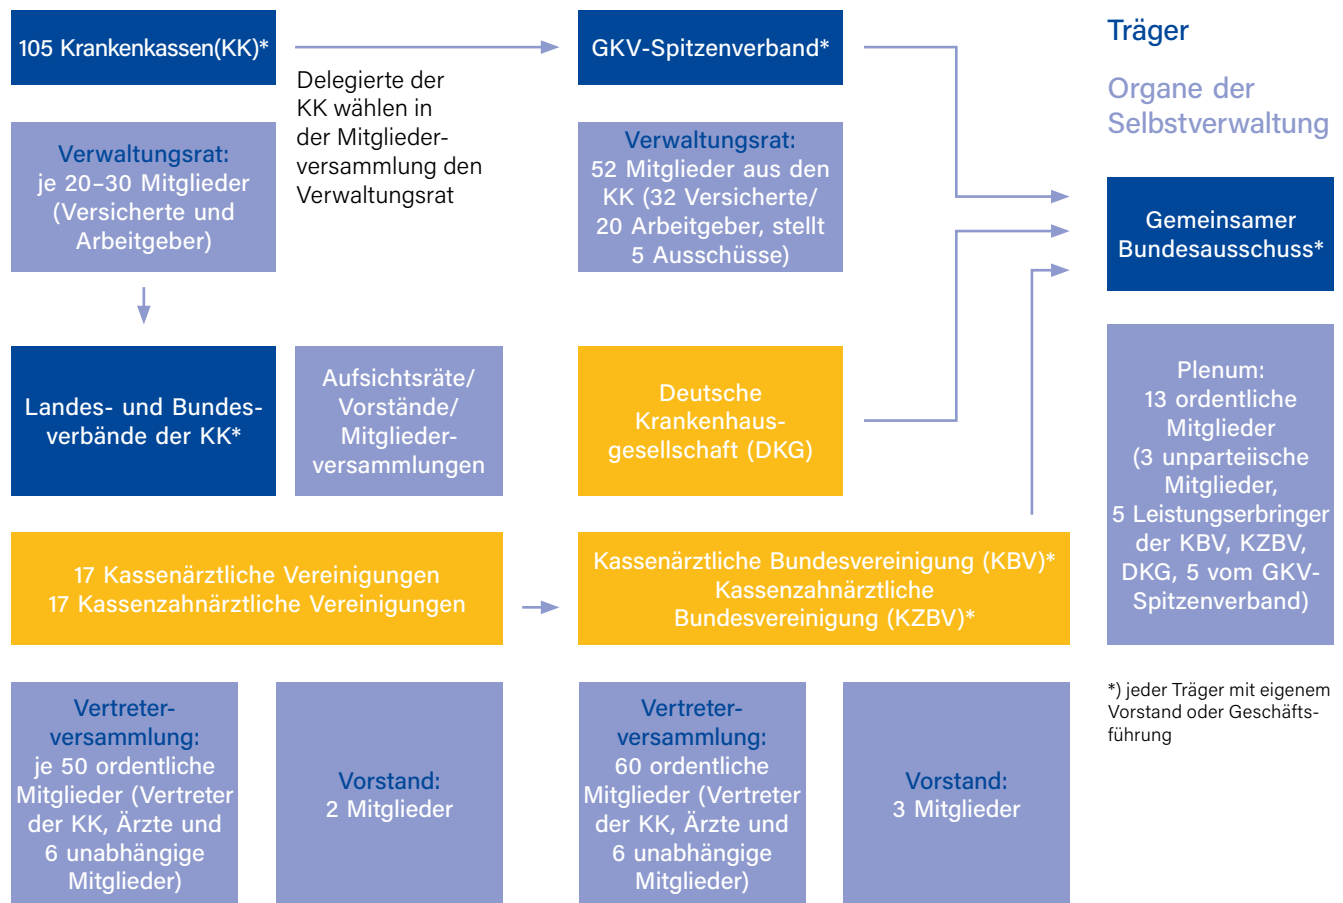 105 Krankenkassen(KK)*
Delegierte der
KK wählen in
der Mitglieder-
versammlung den
Verwaltungsrat
GKV-Spitzenverband*
Träger
Organe der
Selbstverwaltung
Verwaltungsrat:
je 20–30 Mitglieder
(Versicherte und
Arbeitgeber)
Verwaltungsrat:
52 Mitglieder aus den
KK (32 Versicherte/
20 Arbeitgeber, stellt
5 Ausschüsse)
Gemeinsamer
Bundesausschuss*
Landes- und Bundes-
verbände der KK*
Aufsichtsräte/
Vorstände/
Mitglieder-
versammlungen
Deutsche
Krankenhaus-
gesellschaft (DKG)
Plenum:
13 ordentliche
Mitglieder
(3 unparteiische
Mitglieder,
5 Leistungserbringer
der KBV, KZBV,
DKG, 5 vom GKV-
Spitzenverband)
17 Kassenärztliche Vereinigungen
17 Kassenzahnärztliche Vereinigungen
Kassenärztliche Bundesvereinigung (KBV)*
Kassenzahnärztliche
Bundesvereinigung (KZBV)*
Vertreter-
versammlung:
je 50 ordentliche
Mitglieder (Vertreter
der KK, Ärzte und
6 unabhängige
Mitglieder)
Vorstand:
2 Mitglieder
Vertreter-
versammlung:
60 ordentliche
Mitglieder (Vertreter
der KK, Ärzte und
6 unabhängige
Mitglieder)
Vorstand:
3 Mitglieder
*) jeder Träger mit eigenem
Vorstand oder Geschäfts-
führung